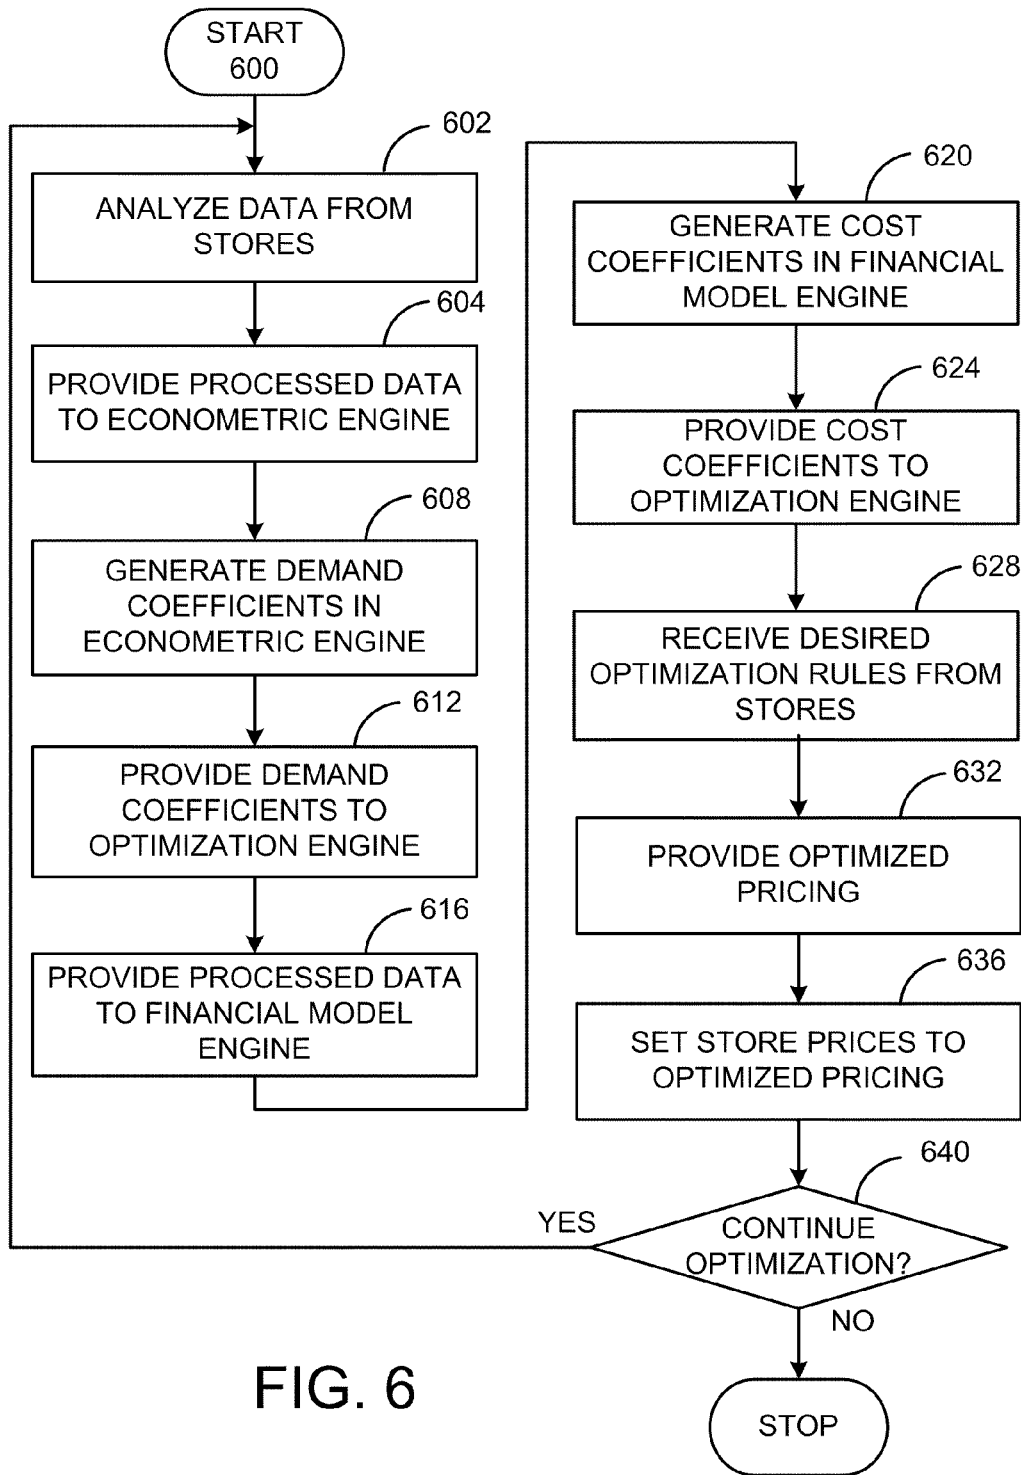 START
600
602
ANALYZE DATA FROM
STORES
604
PROVIDE PROCESSED DATA
TO ECONOMETRIC ENGINE
608
GENERATE DEMAND
COEFFICIENTS IN
ECONOMETRIC ENGINE
612
PROVIDE DEMAND
COEFFICIENTS TO
OPTIMIZATION ENGINE
616
PROVIDE PROCESSED DATA
TO FINANCIAL MODEL
ENGINE
620
GENERATE COST
COEFFICIENTS IN FINANCIAL
MODEL ENGINE
624
PROVIDE COST
COEFFICIENTS TO
OPTIMIZATION ENGINE
628
RECEIVE DESIRED
OPTIMIZATION RULES FROM
STORES
632
PROVIDE OPTIMIZED
PRICING
636
SET STORE PRICES TO
OPTIMIZED PRICING
640
CONTINUE
OPTIMIZATION?
YES
NO
STOP
FIG. 6